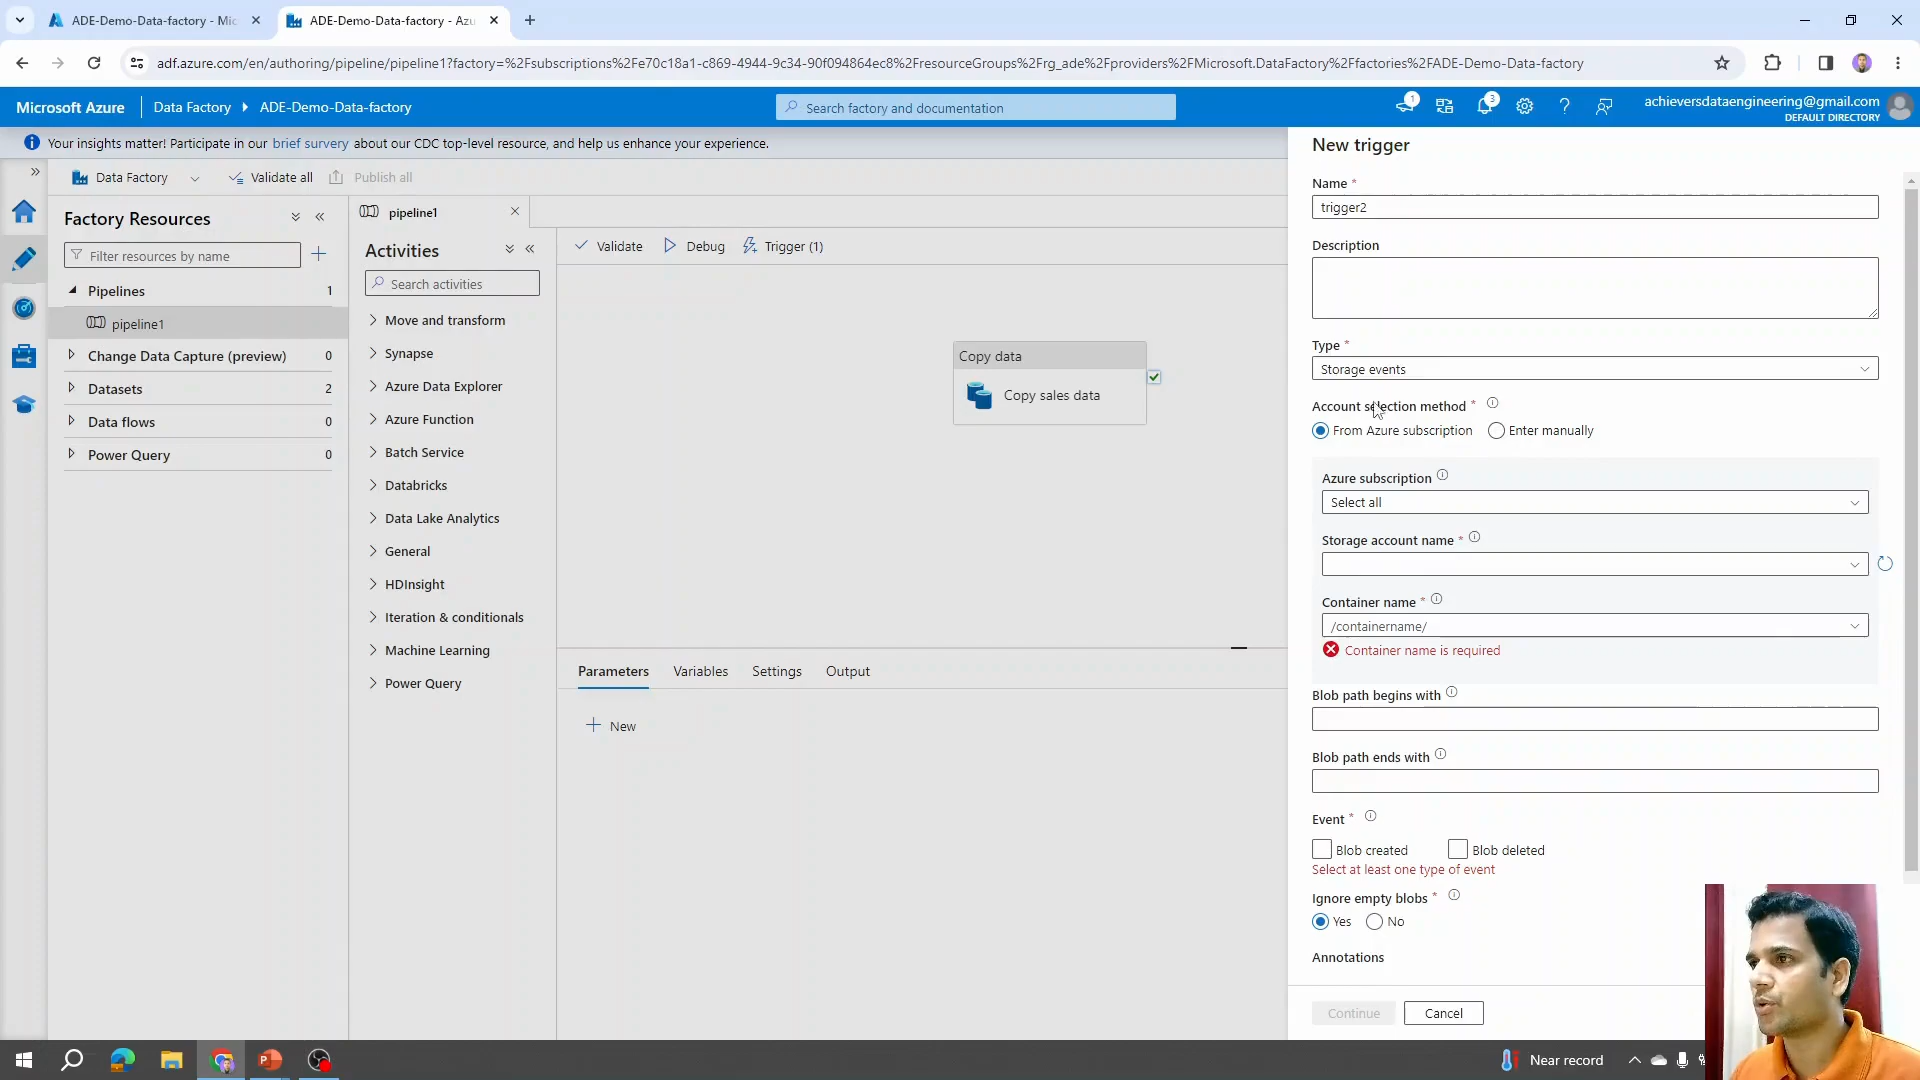 ADE-Demo-Data-factory - Mic
ADE-Demo-Data-factory - Azu
adf.azure.com/en/authoring/pipeline/pipeline1?factory=%2Fsubscriptions%2Fe70c18a1-c869-4944-9c34-90f094864ec8%2FresourceGroups%2Frg_ade%2Fproviders%2FMicrosoft.DataFactory%2Ffactories%2FADE-Demo-Data-factory
Microsoft Azure
Data Factory
ADE-Demo-Data-factory
Search factory and documentation
1
3
achieversdataengineering@gmail.com
DEFAULT DIRECTORY
Your insights matter! Participate in our brief survey about our CDC top-level resource, and help us enhance your experience.
Data Factory
Validate all
Publish all
Factory Resources
Filter resources by name
Pipelines 1
pipeline1
Change Data Capture (preview) 0
Datasets 2
Data flows 0
Power Query 0
pipeline1
Activities
Search activities
Move and transform
Synapse
Azure Data Explorer
Azure Function
Batch Service
Databricks
Data Lake Analytics
General
HDInsight
Iteration & conditionals
Machine Learning
Power Query
Validate
Debug
Trigger (1)
Copy data
Copy sales data
Parameters
Variables
Settings
Output
New
New trigger
Name *
trigger2
Description
Type *
Storage events
Account selection method *
From Azure subscription
Enter manually
Azure subscription
Select all
Storage account name *
Container name *
/containername/
Container name is required
Blob path begins with
Blob path ends with
Event *
Blob created
Blob deleted
Select at least one type of event
Ignore empty blobs *
Yes
No
Annotations
Continue
Cancel
Near record